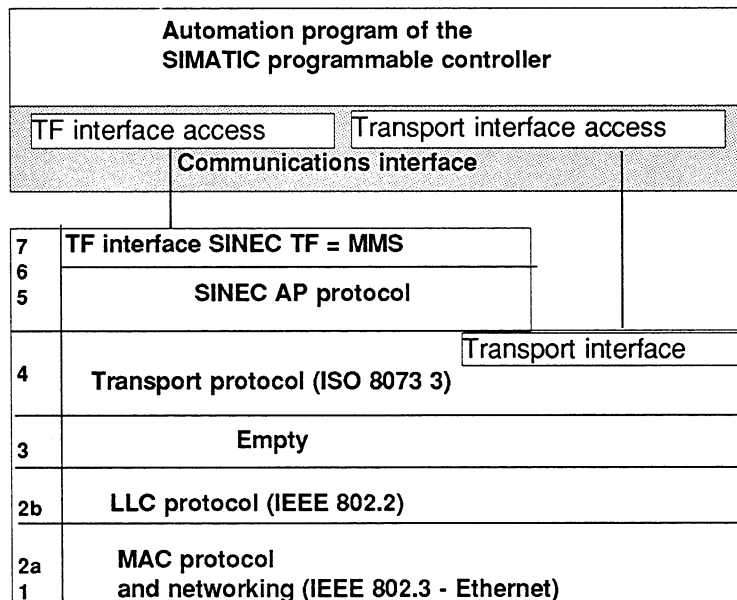 Automation program of the
SIMATIC programmable controller
TF interface access
Transport interface access
Communications interface
7
TF interface SINEC TF = MMS
6
5
SINEC AP protocol
Transport interface
4
Transport protocol (ISO 8073 3)
3
Empty
2b
LLC protocol (IEEE 802.2)
2a
MAC protocol
1
and networking (IEEE 802.3 - Ethernet)